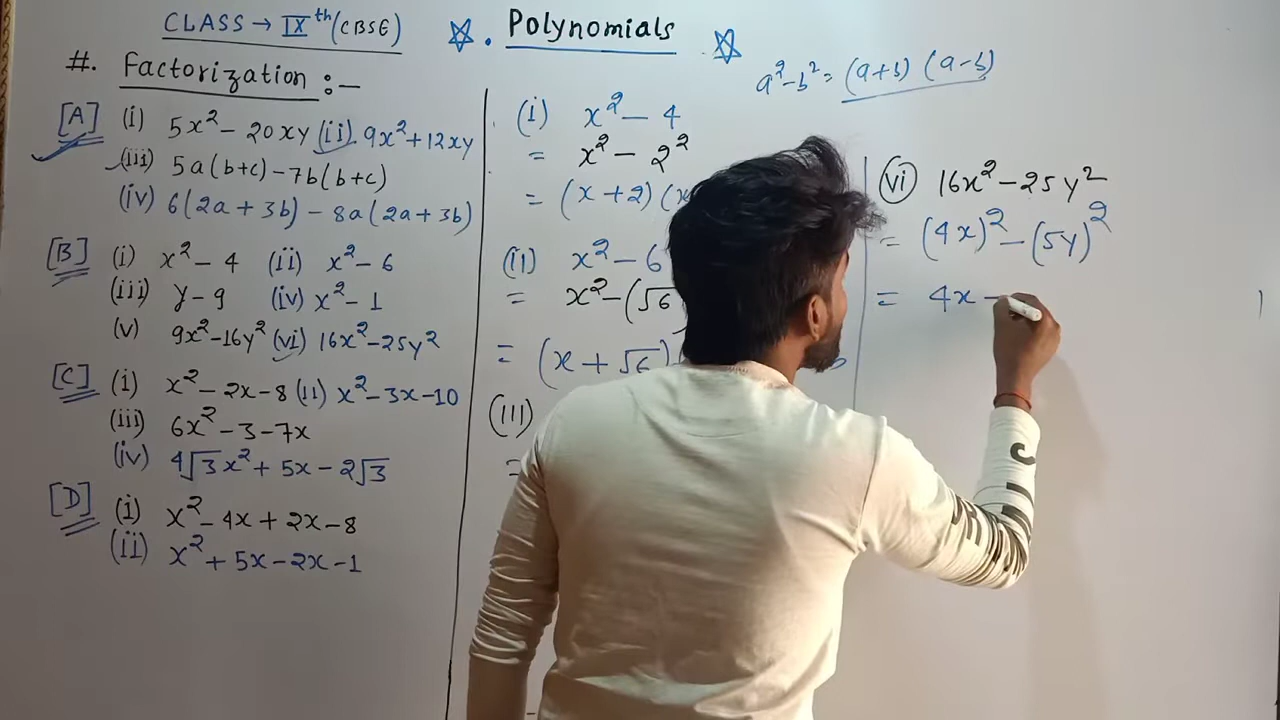 CLASS → IXth (CBSE)
Polynomials
#. Factorization :—
a² - b² = (a+b) (a-b)
[A] (i) 5x² - 20xy (ii) 9x² + 12xy
(iii) 5a(b+c) - 7b(b+c)
(iv) 6(2a + 3b) - 8a(2a + 3b)
[B] (i) x² - 4 (ii) x² - 6
(iii) y - 9 (iv) x² - 1
(v) 9x² - 16y² (vi) 16x² - 25y²
[C] (i) x² - 2x - 8 (ii) x² - 3x - 10
(iii) 6x² - 3 - 7x
(iv) 4√3x² + 5x - 2√3
[D] (i) x² - 4x + 2x - 8
(ii) x² + 5x - 2x - 1
(i) x² - 4
= x² - 2²
= (x+2) (
(ii) x² - 6
= x² - (√6
= (x + √6)
(III)
=
(vi) 16x² - 25y²
= (4x)² - (5y)²
= 4x -